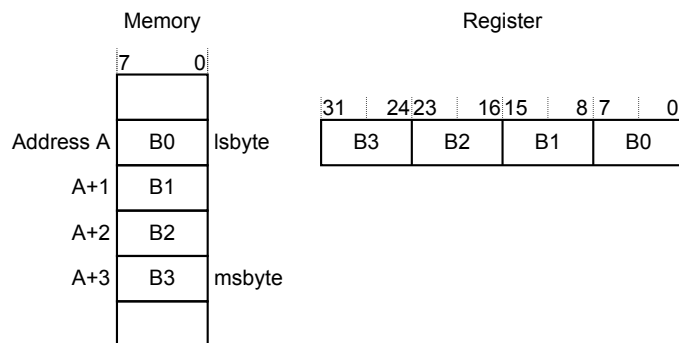 Memory
Register
7 0
31 24 23 16 15 8 7 0
Address A B0 lsbyte
B3 B2 B1 B0
A+1 B1
A+2 B2
A+3 B3 msbyte